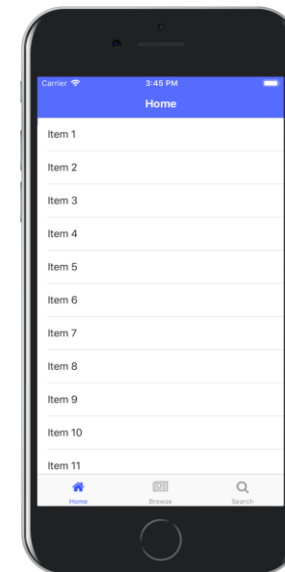 Carrier 3:45 PM
Home
Item 1
Item 2
Item 3
Item 4
Item 5
Item 6
Item 7
Item 8
Item 9
Item 10
Item 11
Home Browse Search